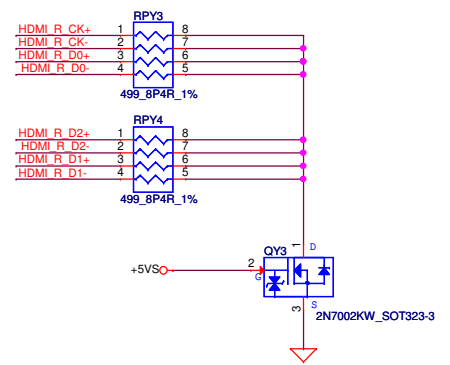 RPY3
HDMI_R_CK+ 1 8
HDMI_R_CK- 2 7
HDMI_R_D0+ 3 6
HDMI_R_D0- 4 5
499_8P4R_1%
RPY4
HDMI_R_D2+ 1 8
HDMI_R_D2- 2 7
HDMI_R_D1+ 3 6
HDMI_R_D1- 4 5
499_8P4R_1%
1 D
QY3
+5VS 2
G
3 S
2N7002KW_SOT323-3